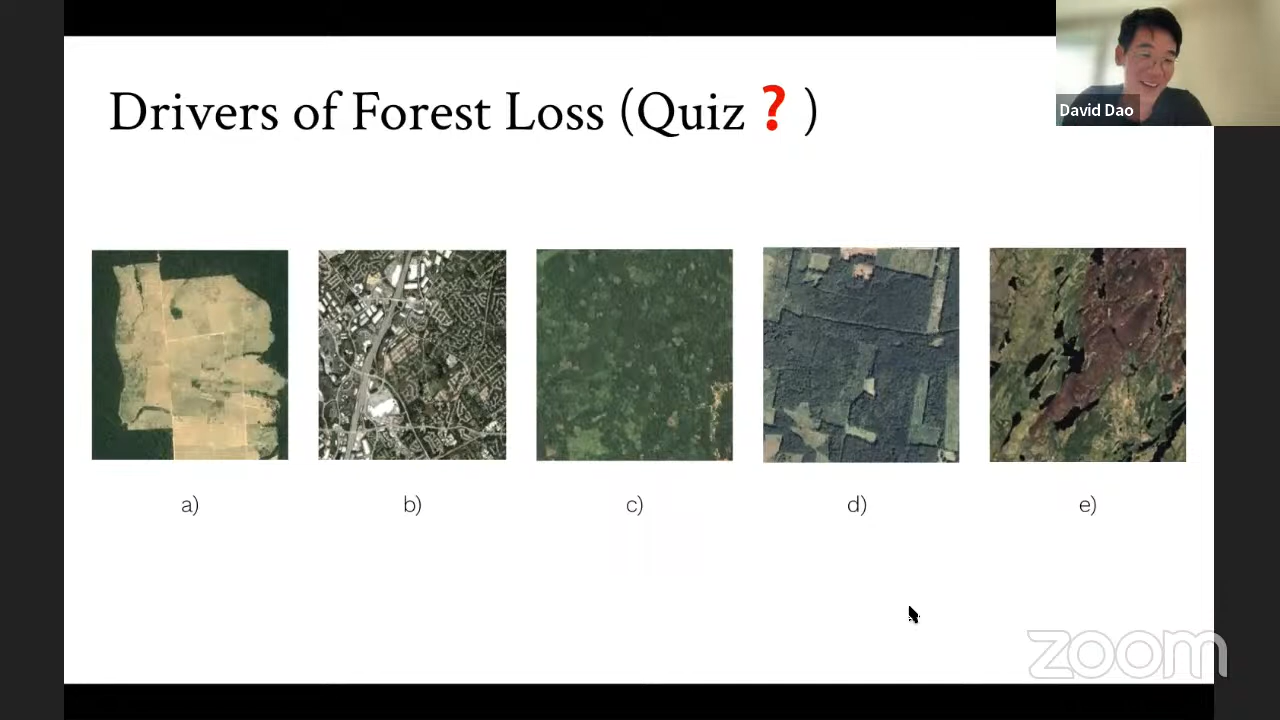 Drivers of Forest Loss (Quiz❓)
David Dao
a) b) c) d) e)
zoom